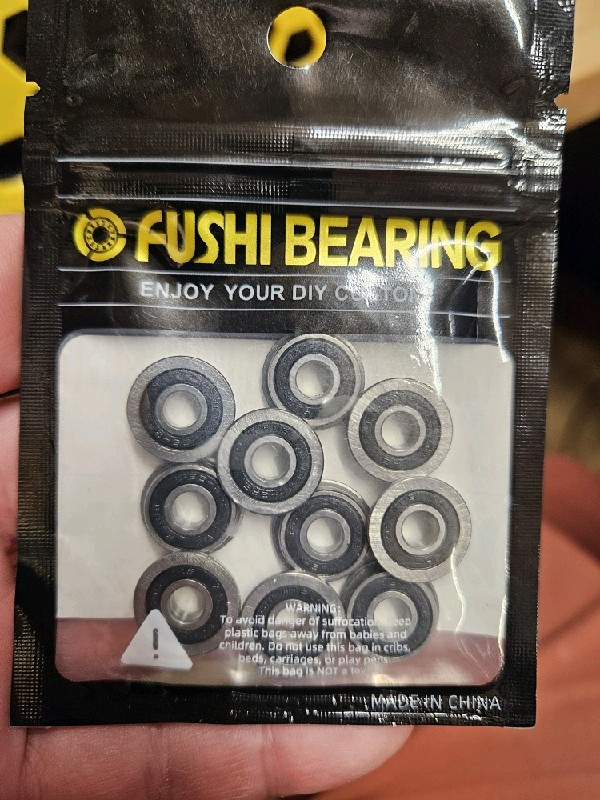 FUSHI BEARING
ENJOY YOUR DIY
WARNING:
To avoid danger of suffocation
plastic bags away from babies and
children. Do not use this bag in cribs,
beds, carriages, or play pens.
This bag is NOT a
MADE IN CHINA